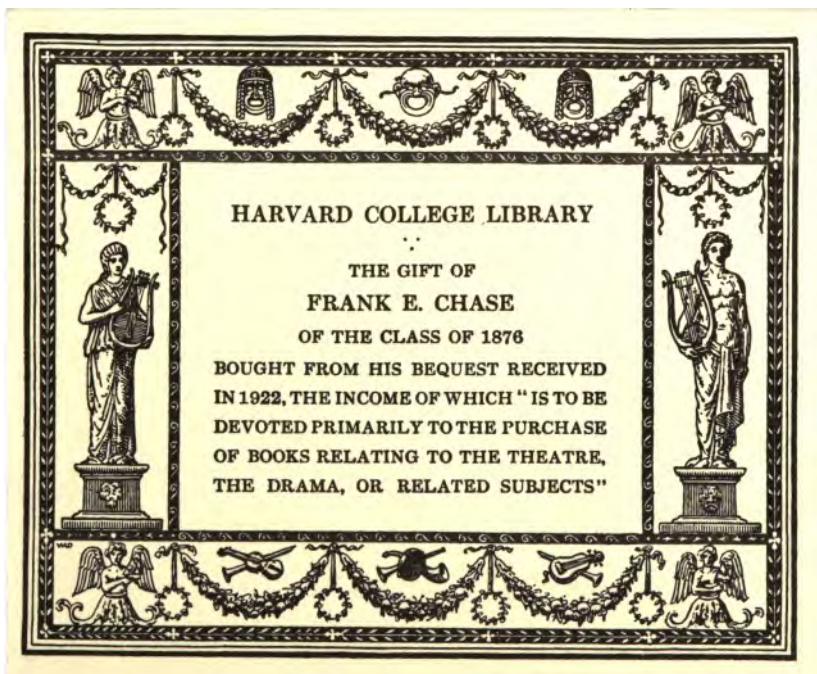 HARVARD COLLEGE LIBRARY
THE GIFT OF
FRANK E. CHASE
OF THE CLASS OF 1876
BOUGHT FROM HIS BEQUEST RECEIVED
IN 1922, THE INCOME OF WHICH "IS TO BE
DEVOTED PRIMARILY TO THE PURCHASE
OF BOOKS RELATING TO THE THEATRE,
THE DRAMA, OR RELATED SUBJECTS"